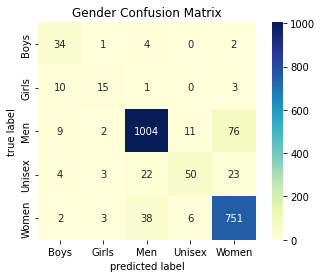 Gender Confusion Matrix
true label
Boys 34 1 4 0 2
Girls 10 15 1 0 3
Men 9 2 1004 11 76
Unisex 4 3 22 50 23
Women 2 3 38 6 751
Boys Girls Men Unisex Women
predicted label
1000
800
600
400
200
0